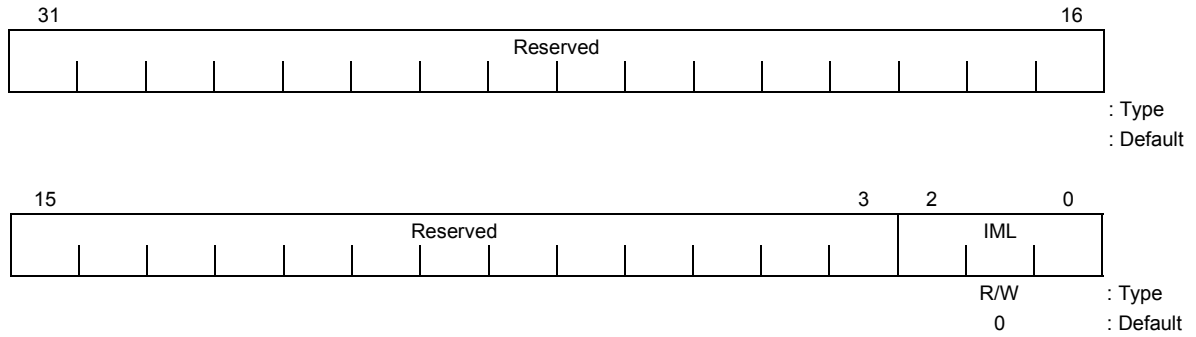 31 16
Reserved
: Type
: Default
15 3 2 0
Reserved IML
R/W : Type
0 : Default